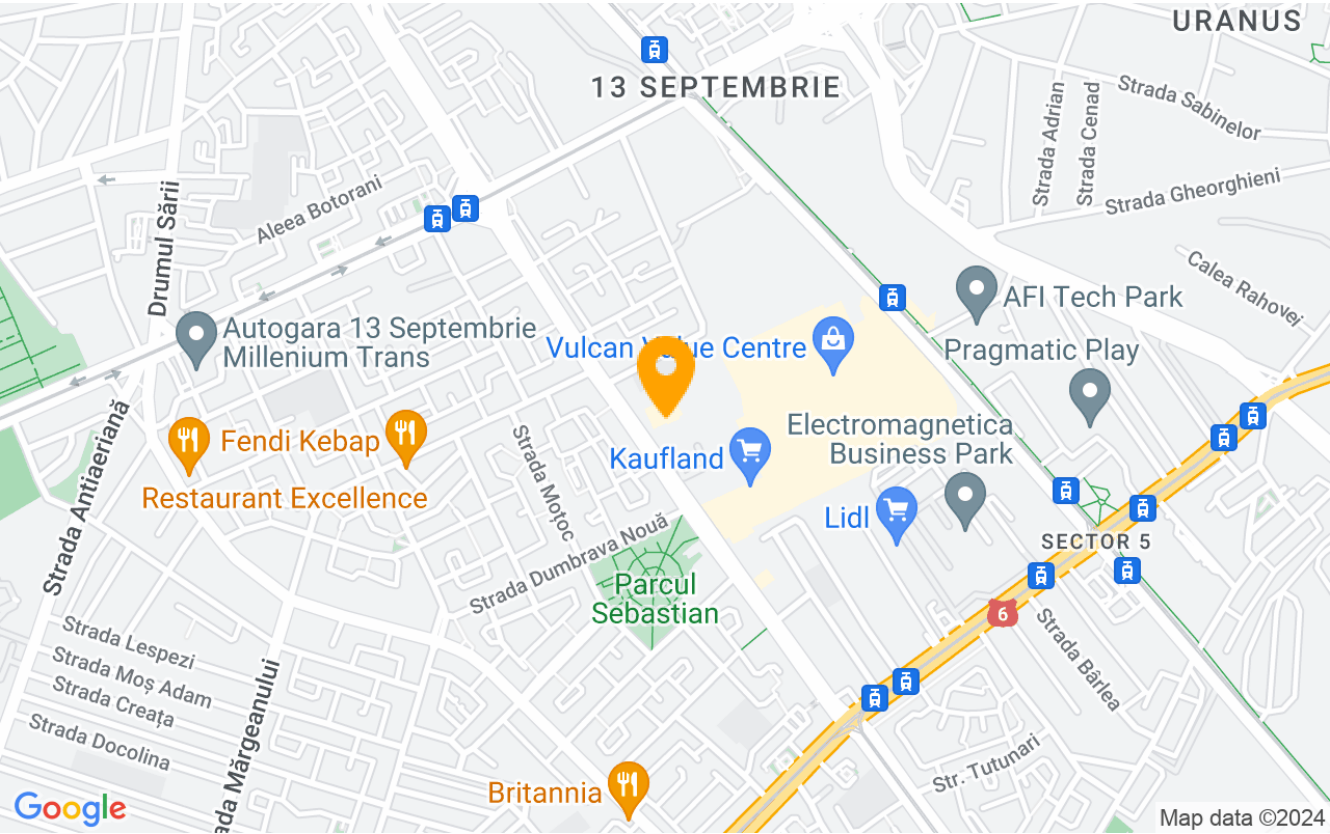 URANUS
13 SEPTEMBRIE
Strada Sabinelor
Strada Adrian
Strada Cenad
Strada Gheorghieni
Aleea Botorani
Drumul Sării
Calea Rahovei
AFI Tech Park
Autogara 13 Septembrie
Millenium Trans
Vulcan Value Centre
Pragmatic Play
Electromagnetica
Business Park
Fendi Kebap
Kaufland
Restaurant Excellence
Strada Moțoc
Strada Antiaeriană
Lidl
SECTOR 5
Strada Dumbrava Nouă
Parcul
Sebastian
6
Strada Bârlea
Strada Lespezi
Strada Moș Adam
Strada Creața
Strada Docolina
ada Mărgeanului
Str. Tutunari
Britannia
Google
Map data ©2024